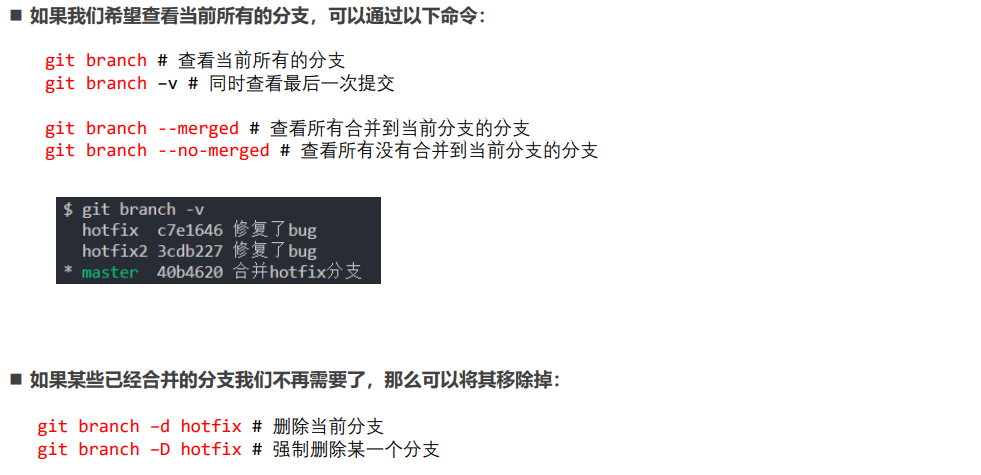 ■ 如果我们希望查看当前所有的分支，可以通过以下命令：
git branch # 查看当前所有的分支
git branch –v # 同时查看最后一次提交
git branch --merged # 查看所有合并到当前分支的分支
git branch --no-merged # 查看所有没有合并到当前分支的分支
$ git branch -v
hotfix c7e1646 修复了bug
hotfix2 3cdb227 修复了bug
* master 40b4620 合并hotfix分支
■ 如果某些已经合并的分支我们不再需要了，那么可以将其移除掉：
git branch –d hotfix # 删除当前分支
git branch –D hotfix # 强制删除某一个分支